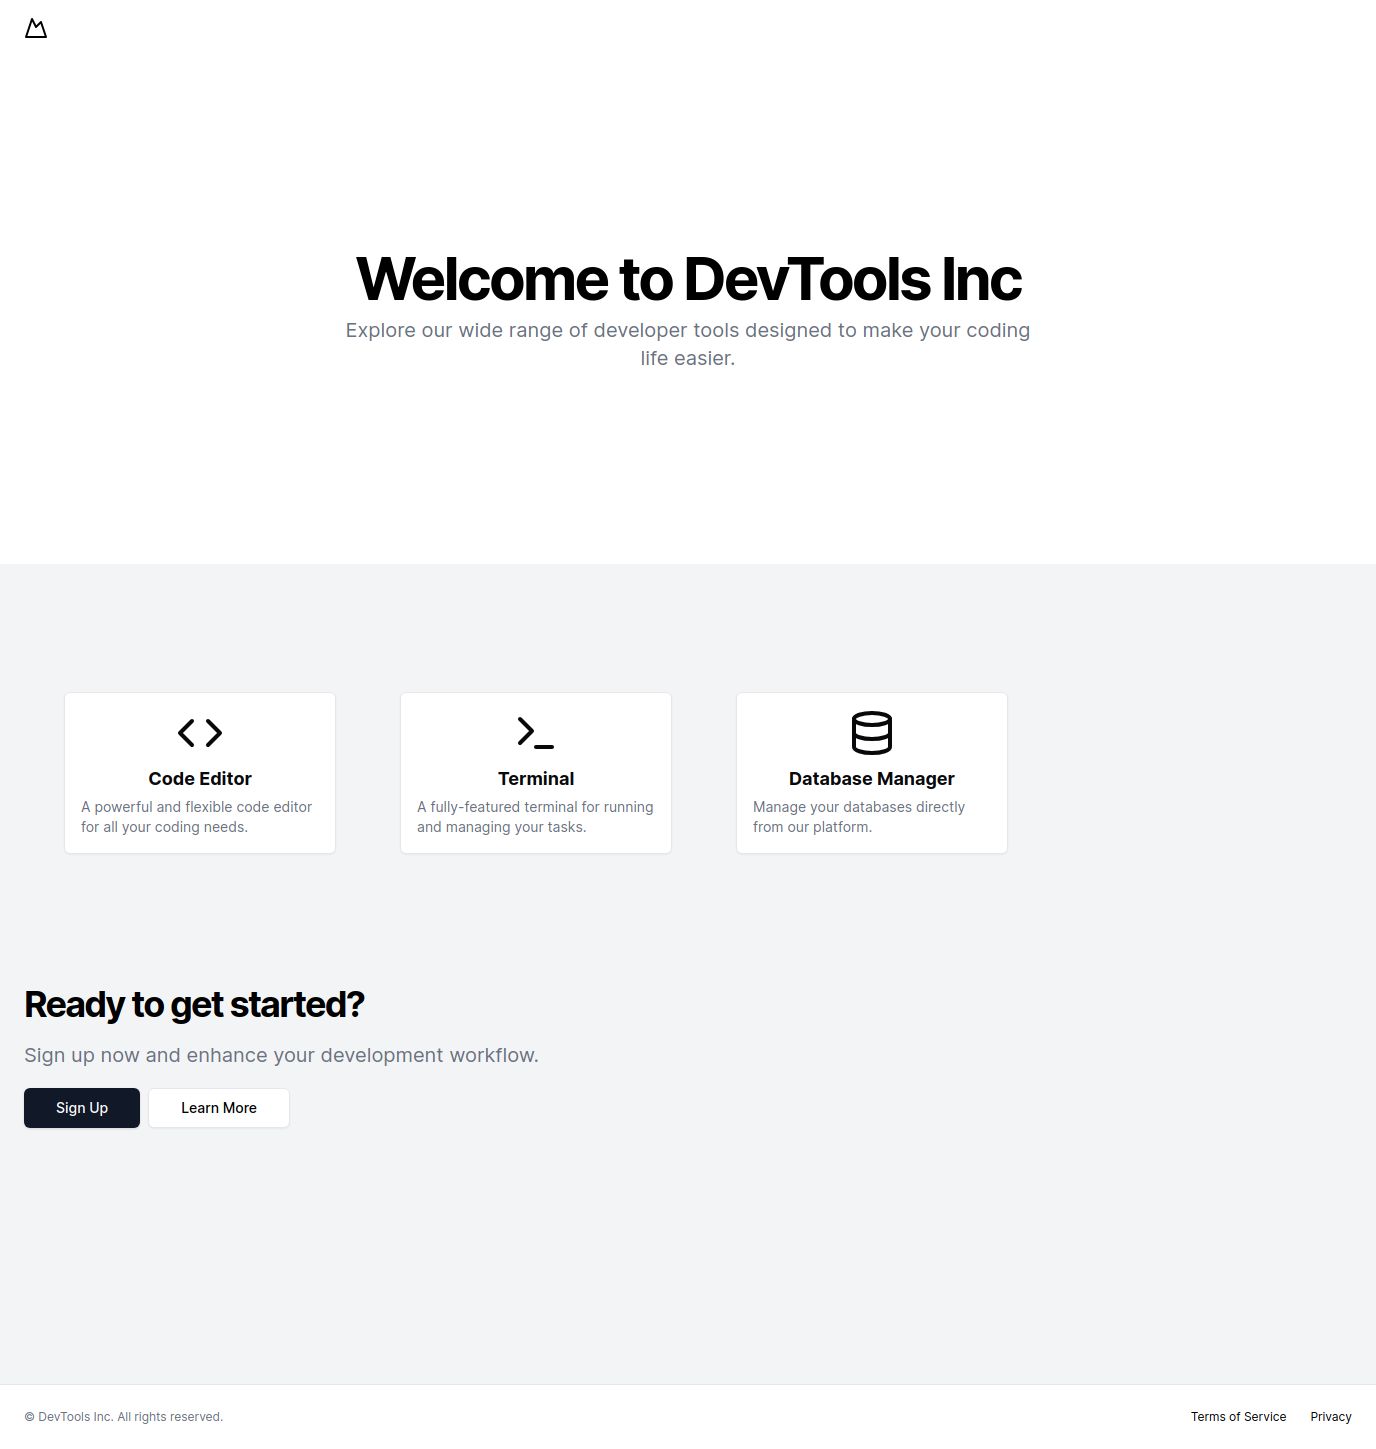 Welcome to DevTools Inc
Explore our wide range of developer tools designed to make your coding
life easier.
Code Editor
A powerful and flexible code editor
for all your coding needs.
Terminal
A fully-featured terminal for running
and managing your tasks.
Database Manager
Manage your databases directly
from our platform.
Ready to get started?
Sign up now and enhance your development workflow.
Sign Up
Learn More
© DevTools Inc. All rights reserved.
Terms of Service
Privacy